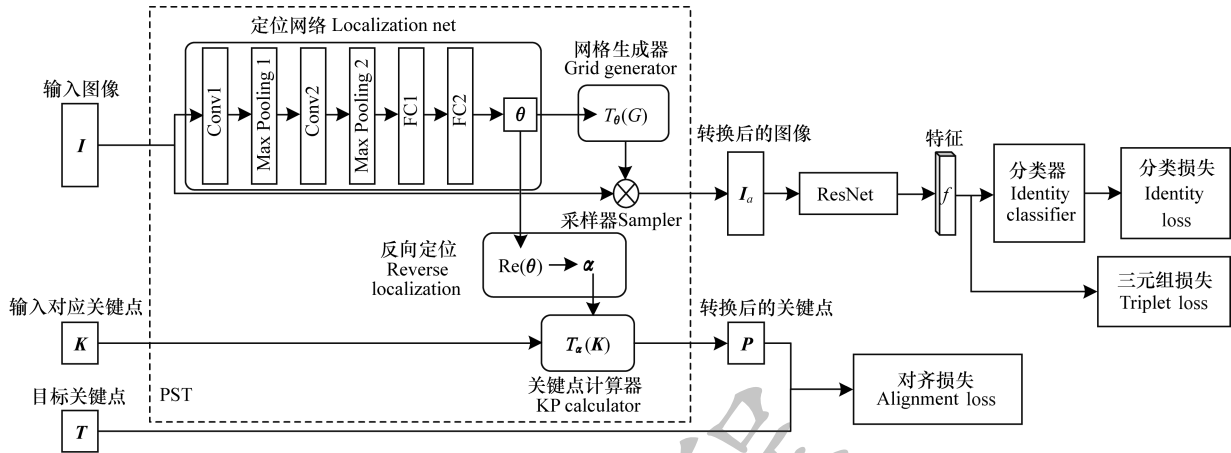 定位网络 Localization net
输入图像
I
Conv1
Max Pooling 1
Conv2
Max Pooling 2
FC1
FC2
θ
网格生成器
Grid generator
Tθ(G)
采样器Sampler
转换后的图像
Ia
ResNet
特征
f
分类器
Identity
classifier
分类损失
Identity
loss
三元组损失
Triplet loss
反向定位
Reverse
localization
Re(θ)
α
输入对应关键点
K
Tα(K)
关键点计算器
KP calculator
转换后的关键点
P
目标关键点
T
PST
对齐损失
Alignment loss